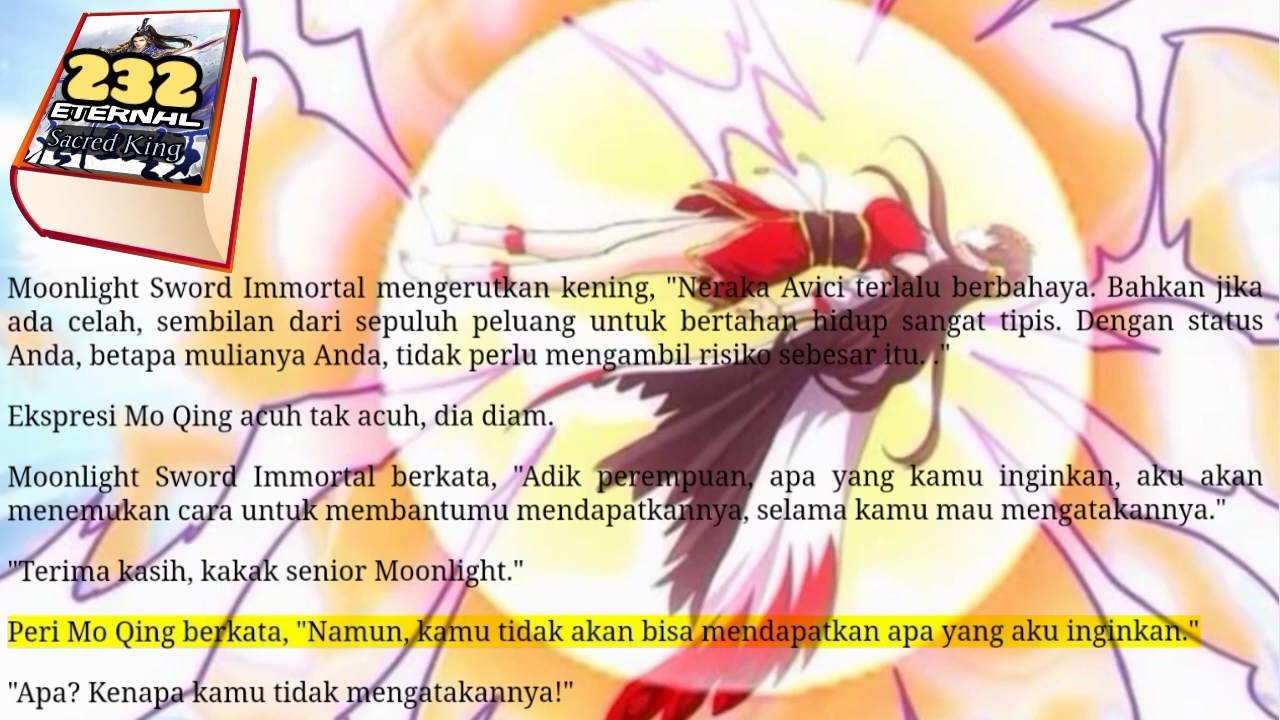 232
ETERNAL
Sacred King
Moonlight Sword Immortal mengerutkan kening, "Neraka Avici terlalu berbahaya. Bahkan jika
ada celah, sembilan dari sepuluh peluang untuk bertahan hidup sangat tipis. Dengan status
Anda, betapa mulianya Anda, tidak perlu mengambil risiko sebesar itu. ."
Ekspresi Mo Qing acuh tak acuh, dia diam.
Moonlight Sword Immortal berkata, "Adik perempuan, apa yang kamu inginkan, aku akan
menemukan cara untuk membantumu mendapatkannya, selama kamu mau mengatakannya."
"Terima kasih, kakak senior Moonlight."
Peri Mo Qing berkata, "Namun, kamu tidak akan bisa mendapatkan apa yang aku inginkan."
"Apa? Kenapa kamu tidak mengatakannya!"